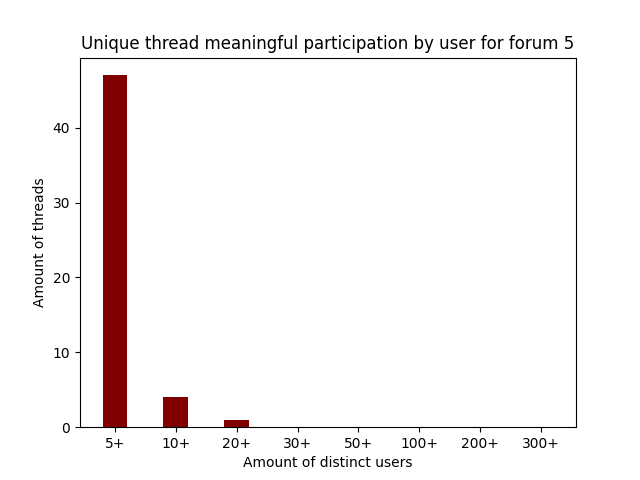 Unique thread meaningful participation by user for forum 5
Amount of threads
40
30
20
10
0
5+ 10+ 20+ 30+ 50+ 100+ 200+ 300+
Amount of distinct users